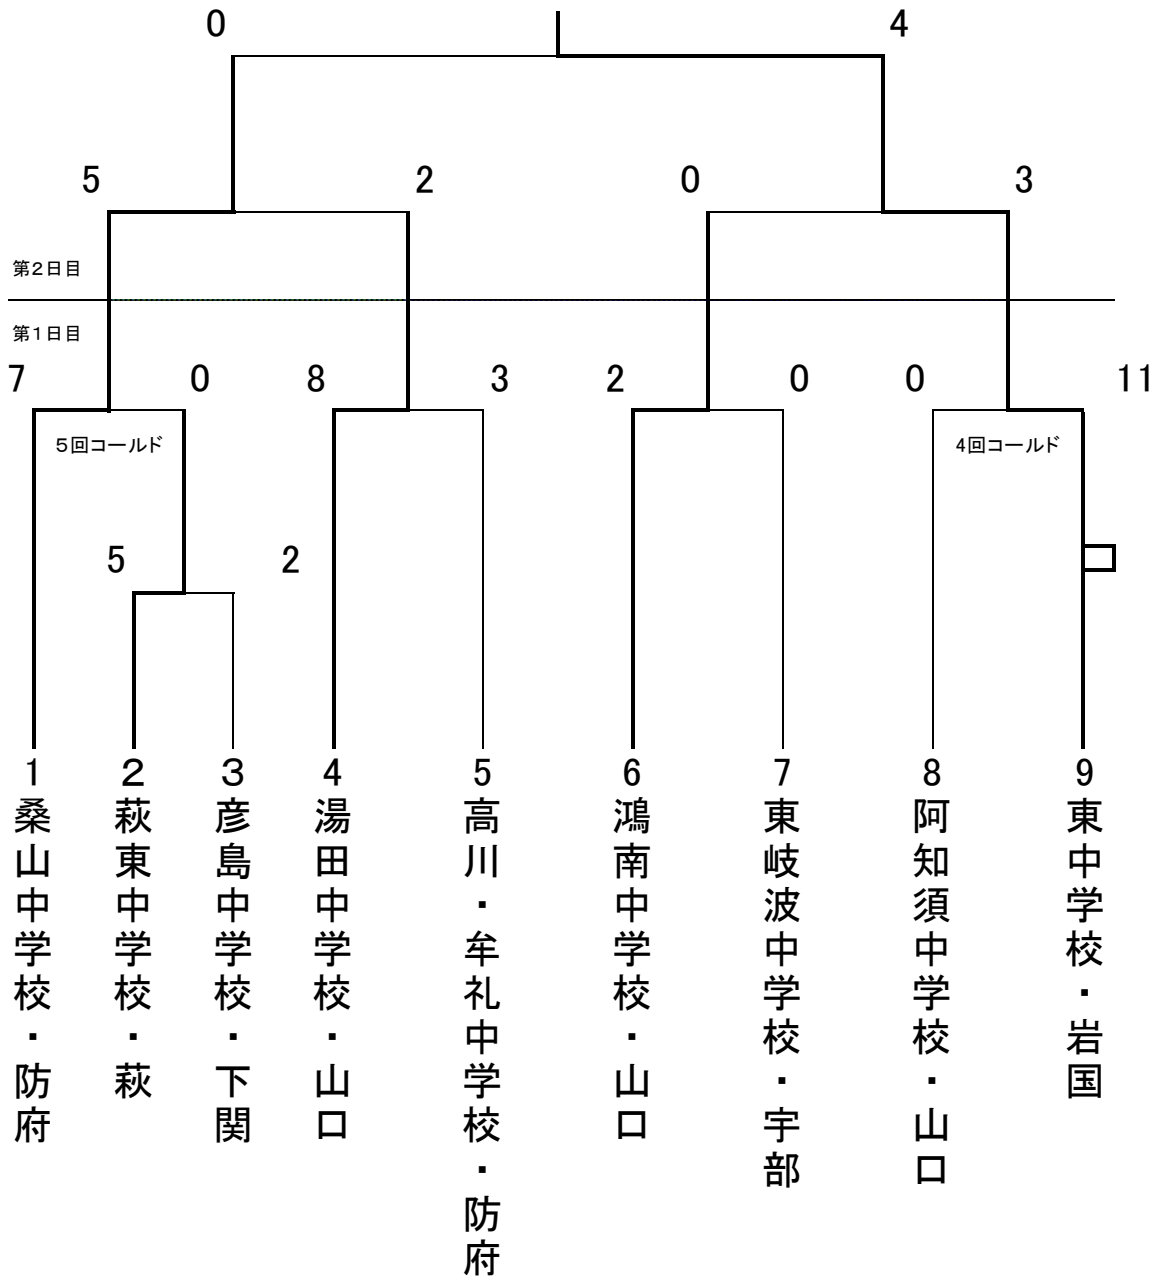 0 4
5 2 0 3
第2日目
第1日目
7 0 8 3 2 0 0 11
5回コールド 4回コールド
5 2
1 2 3 4 5 6 7 8 9
桑山中学校・防府
萩東中学校・萩
彦島中学校・下関
湯田中学校・山口
高川・牟礼中学校・防府
鴻南中学校・山口
東岐波中学校・宇部
阿知須中学校・山口
東中学校・岩国